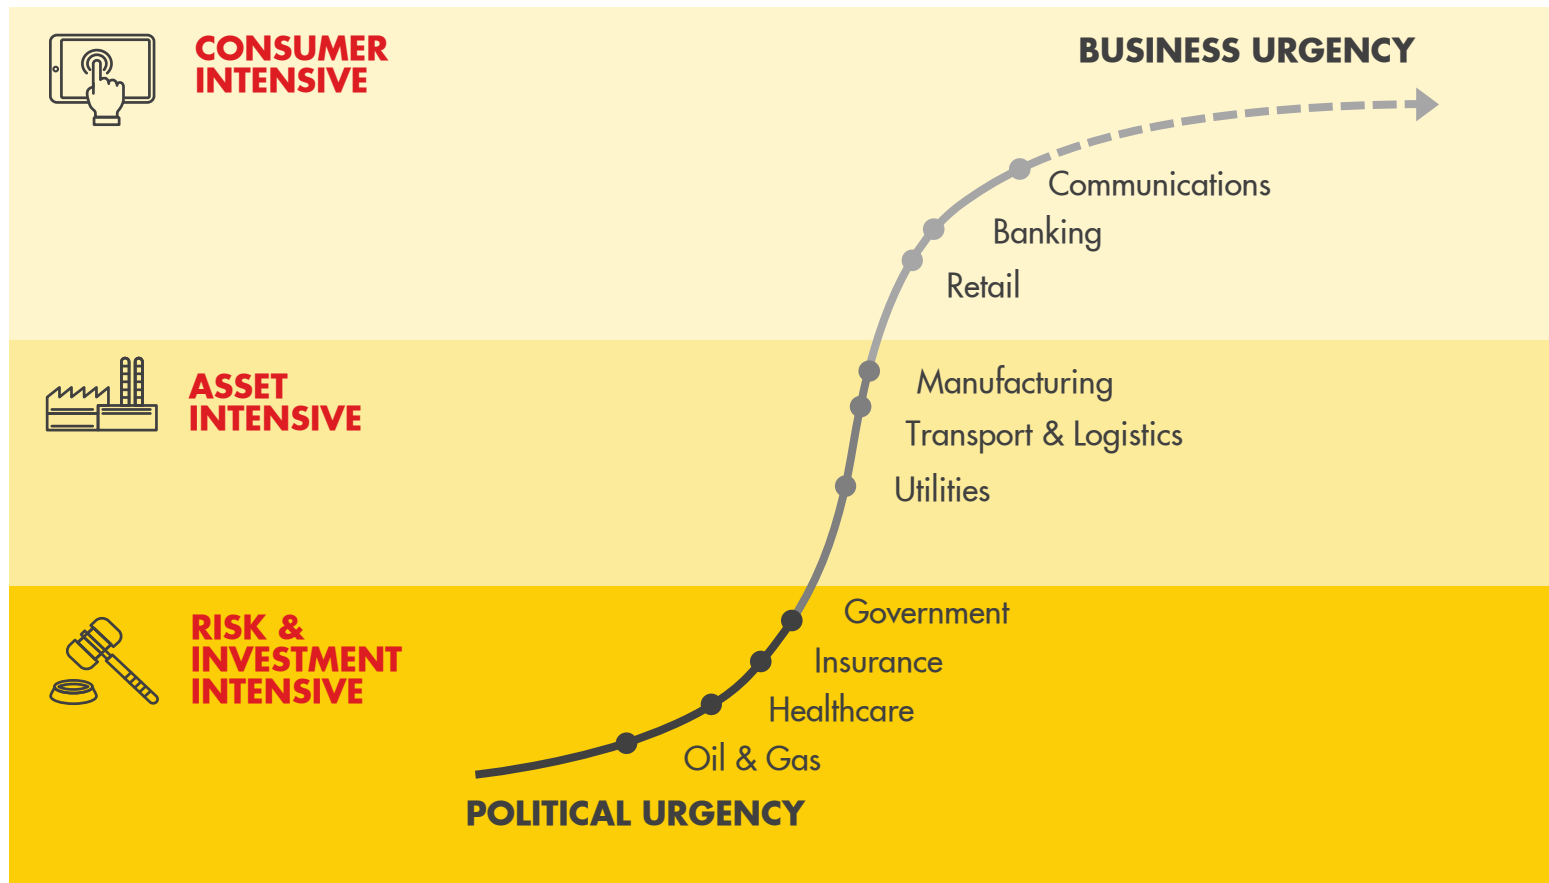 CONSUMER
INTENSIVE
BUSINESS URGENCY
Communications
Banking
Retail
ASSET
INTENSIVE
Manufacturing
Transport & Logistics
Utilities
RISK &
INVESTMENT
INTENSIVE
Government
Insurance
Healthcare
Oil & Gas
POLITICAL URGENCY